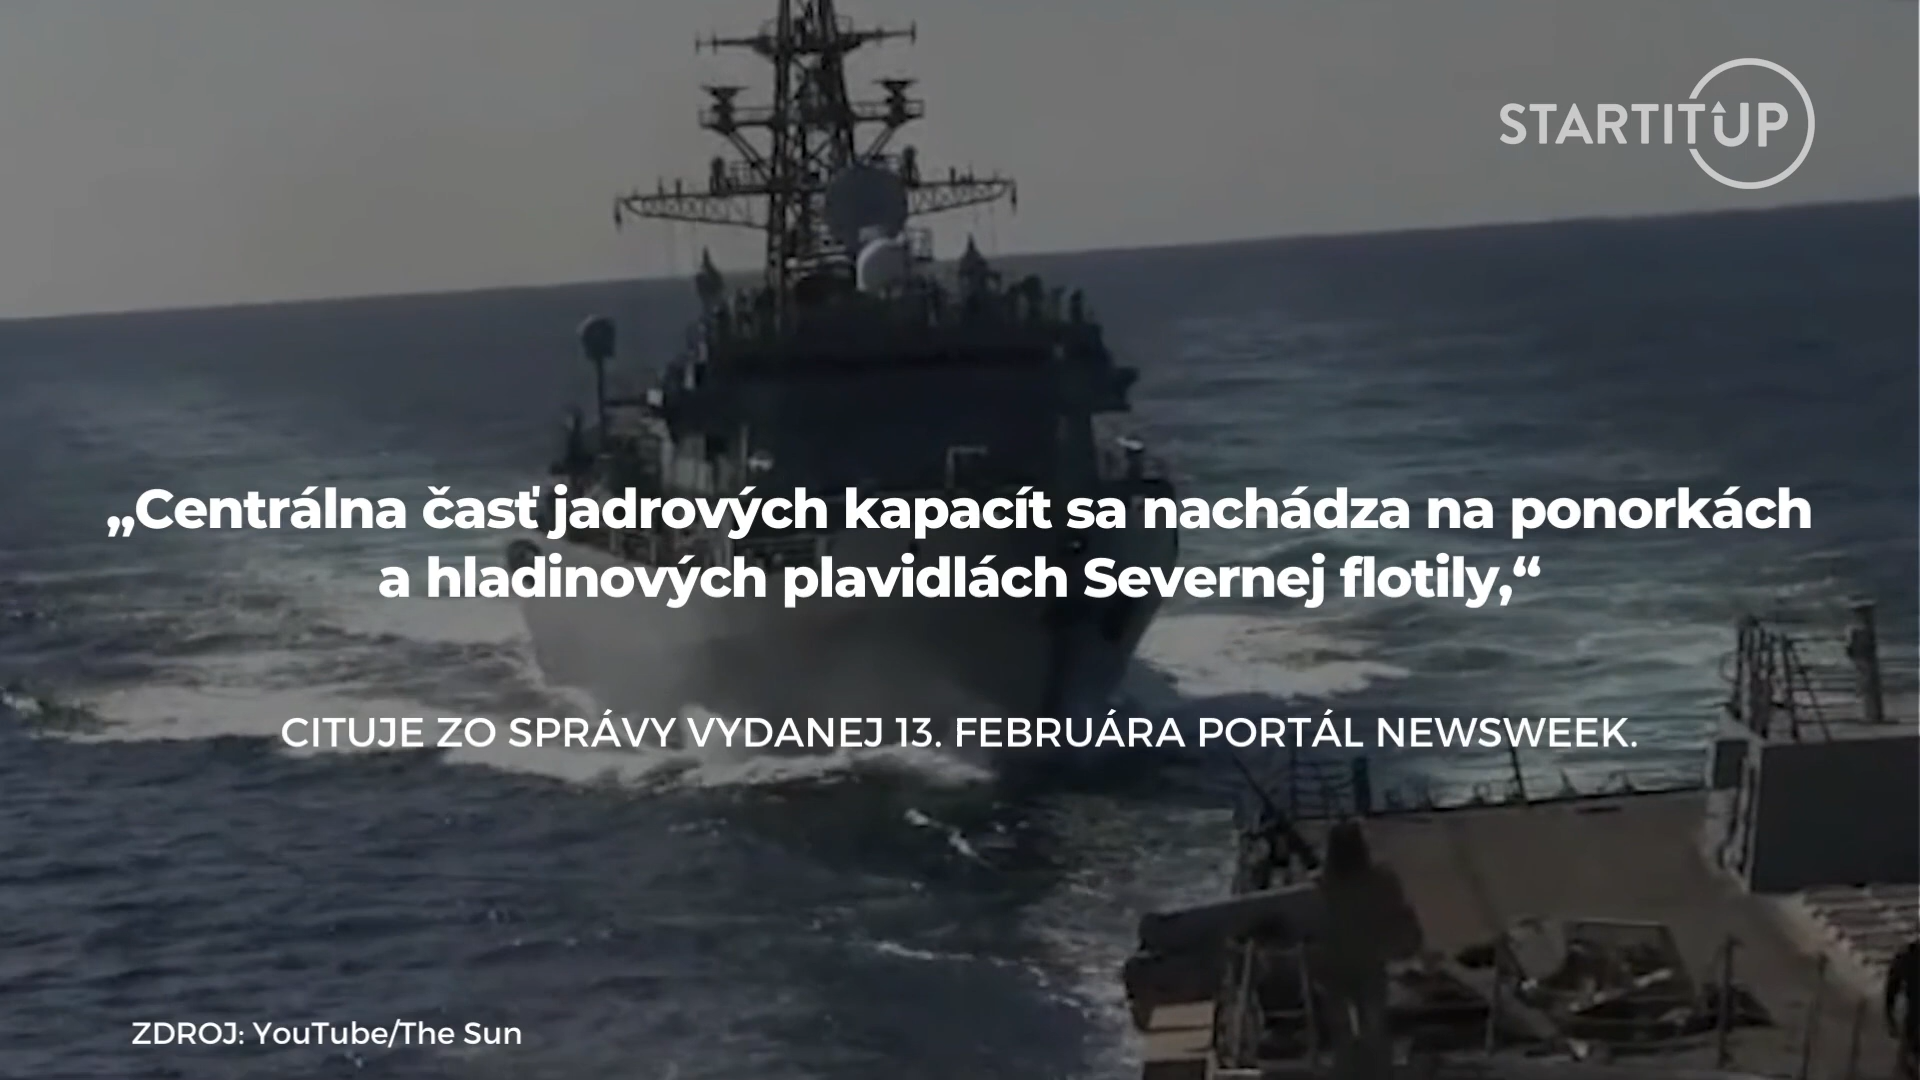 STARTITUP
„Centrálna časť jadrových kapacít sa nachádza na ponorkách
a hladinových plavidlách Severnej flotily,“
CITUJE ZO SPRÁVY VYDANEJ 13. FEBRUÁRA PORTÁL NEWSWEEK.
ZDROJ: YouTube/The Sun